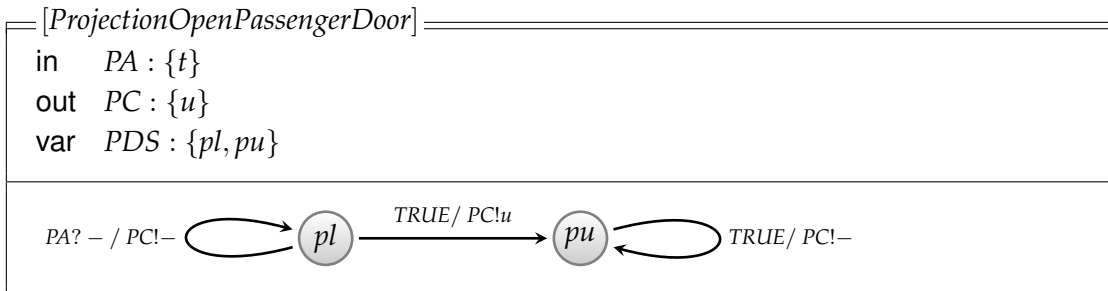 [ProjectionOpenPassengerDoor]
in PA : {t}
out PC : {u}
var PDS : {pl, pu}
PA? − / PC!− pl TRUE/ PC!u pu TRUE/ PC!−